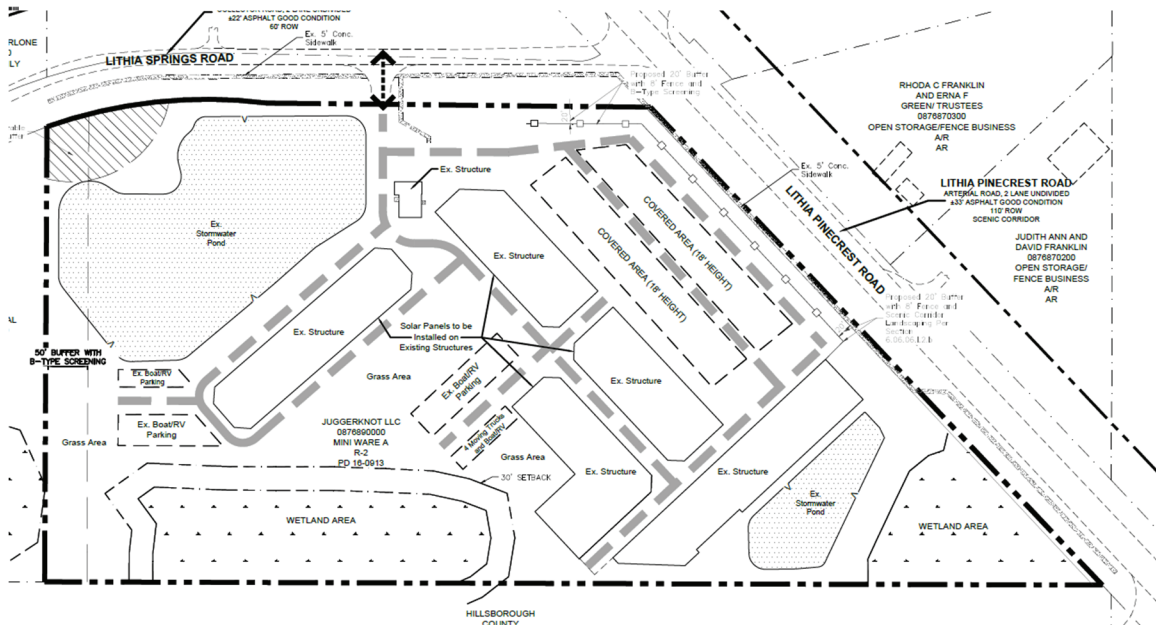 ±22' ASPHALT GOOD CONDITION
60' ROW
Ex. 5' Conc.
Sidewalk
LITHIA SPRINGS ROAD
Proposed 20' Buffer
with 8' Fence and
B-Type Screening
RHODA C FRANKLIN
AND ERNA F
GREEN/ TRUSTEES
0876870300
OPEN STORAGE/FENCE BUSINESS
A/R
AR
Ex. 5' Conc.
Sidewalk
LITHIA PINECREST ROAD
ARTERIAL ROAD, 2 LANE UNDIVIDED
±33' ASPHALT GOOD CONDITION
110' ROW
SCENIC CORRIDOR
JUDITH ANN AND
DAVID FRANKLIN
0876870200
OPEN STORAGE/
FENCE BUSINESS
A/R
AR
LITHIA PINECREST ROAD
Proposed 20' Buffer
with 8' Fence and
Scenic Corridor
Landscaping Per
Section
6.06.06.I.2.b
Ex. Structure
COVERED AREA (18' HEIGHT)
COVERED AREA (18' HEIGHT)
Ex.
Stormwater
Pond
Ex. Structure
Ex. Structure
Solar Panels to be
Installed on
Existing Structures
50' BUFFER WITH
B-TYPE SCREENING
Ex. Boat/RV
Parking
Ex. Boat/RV
Parking
Grass Area
Grass Area
Ex. Boat/RV
Parking
4 Moving Trucks
and Boat/RV
Ex. Structure
JUGGERKNOT LLC
0876890000
MINI WARE A
R-2
PD 16-0913
Grass Area
Ex. Structure
Ex. Structure
30' SETBACK
Ex.
Stormwater
Pond
WETLAND AREA
WETLAND AREA
HILLSBOROUGH
COUNTY